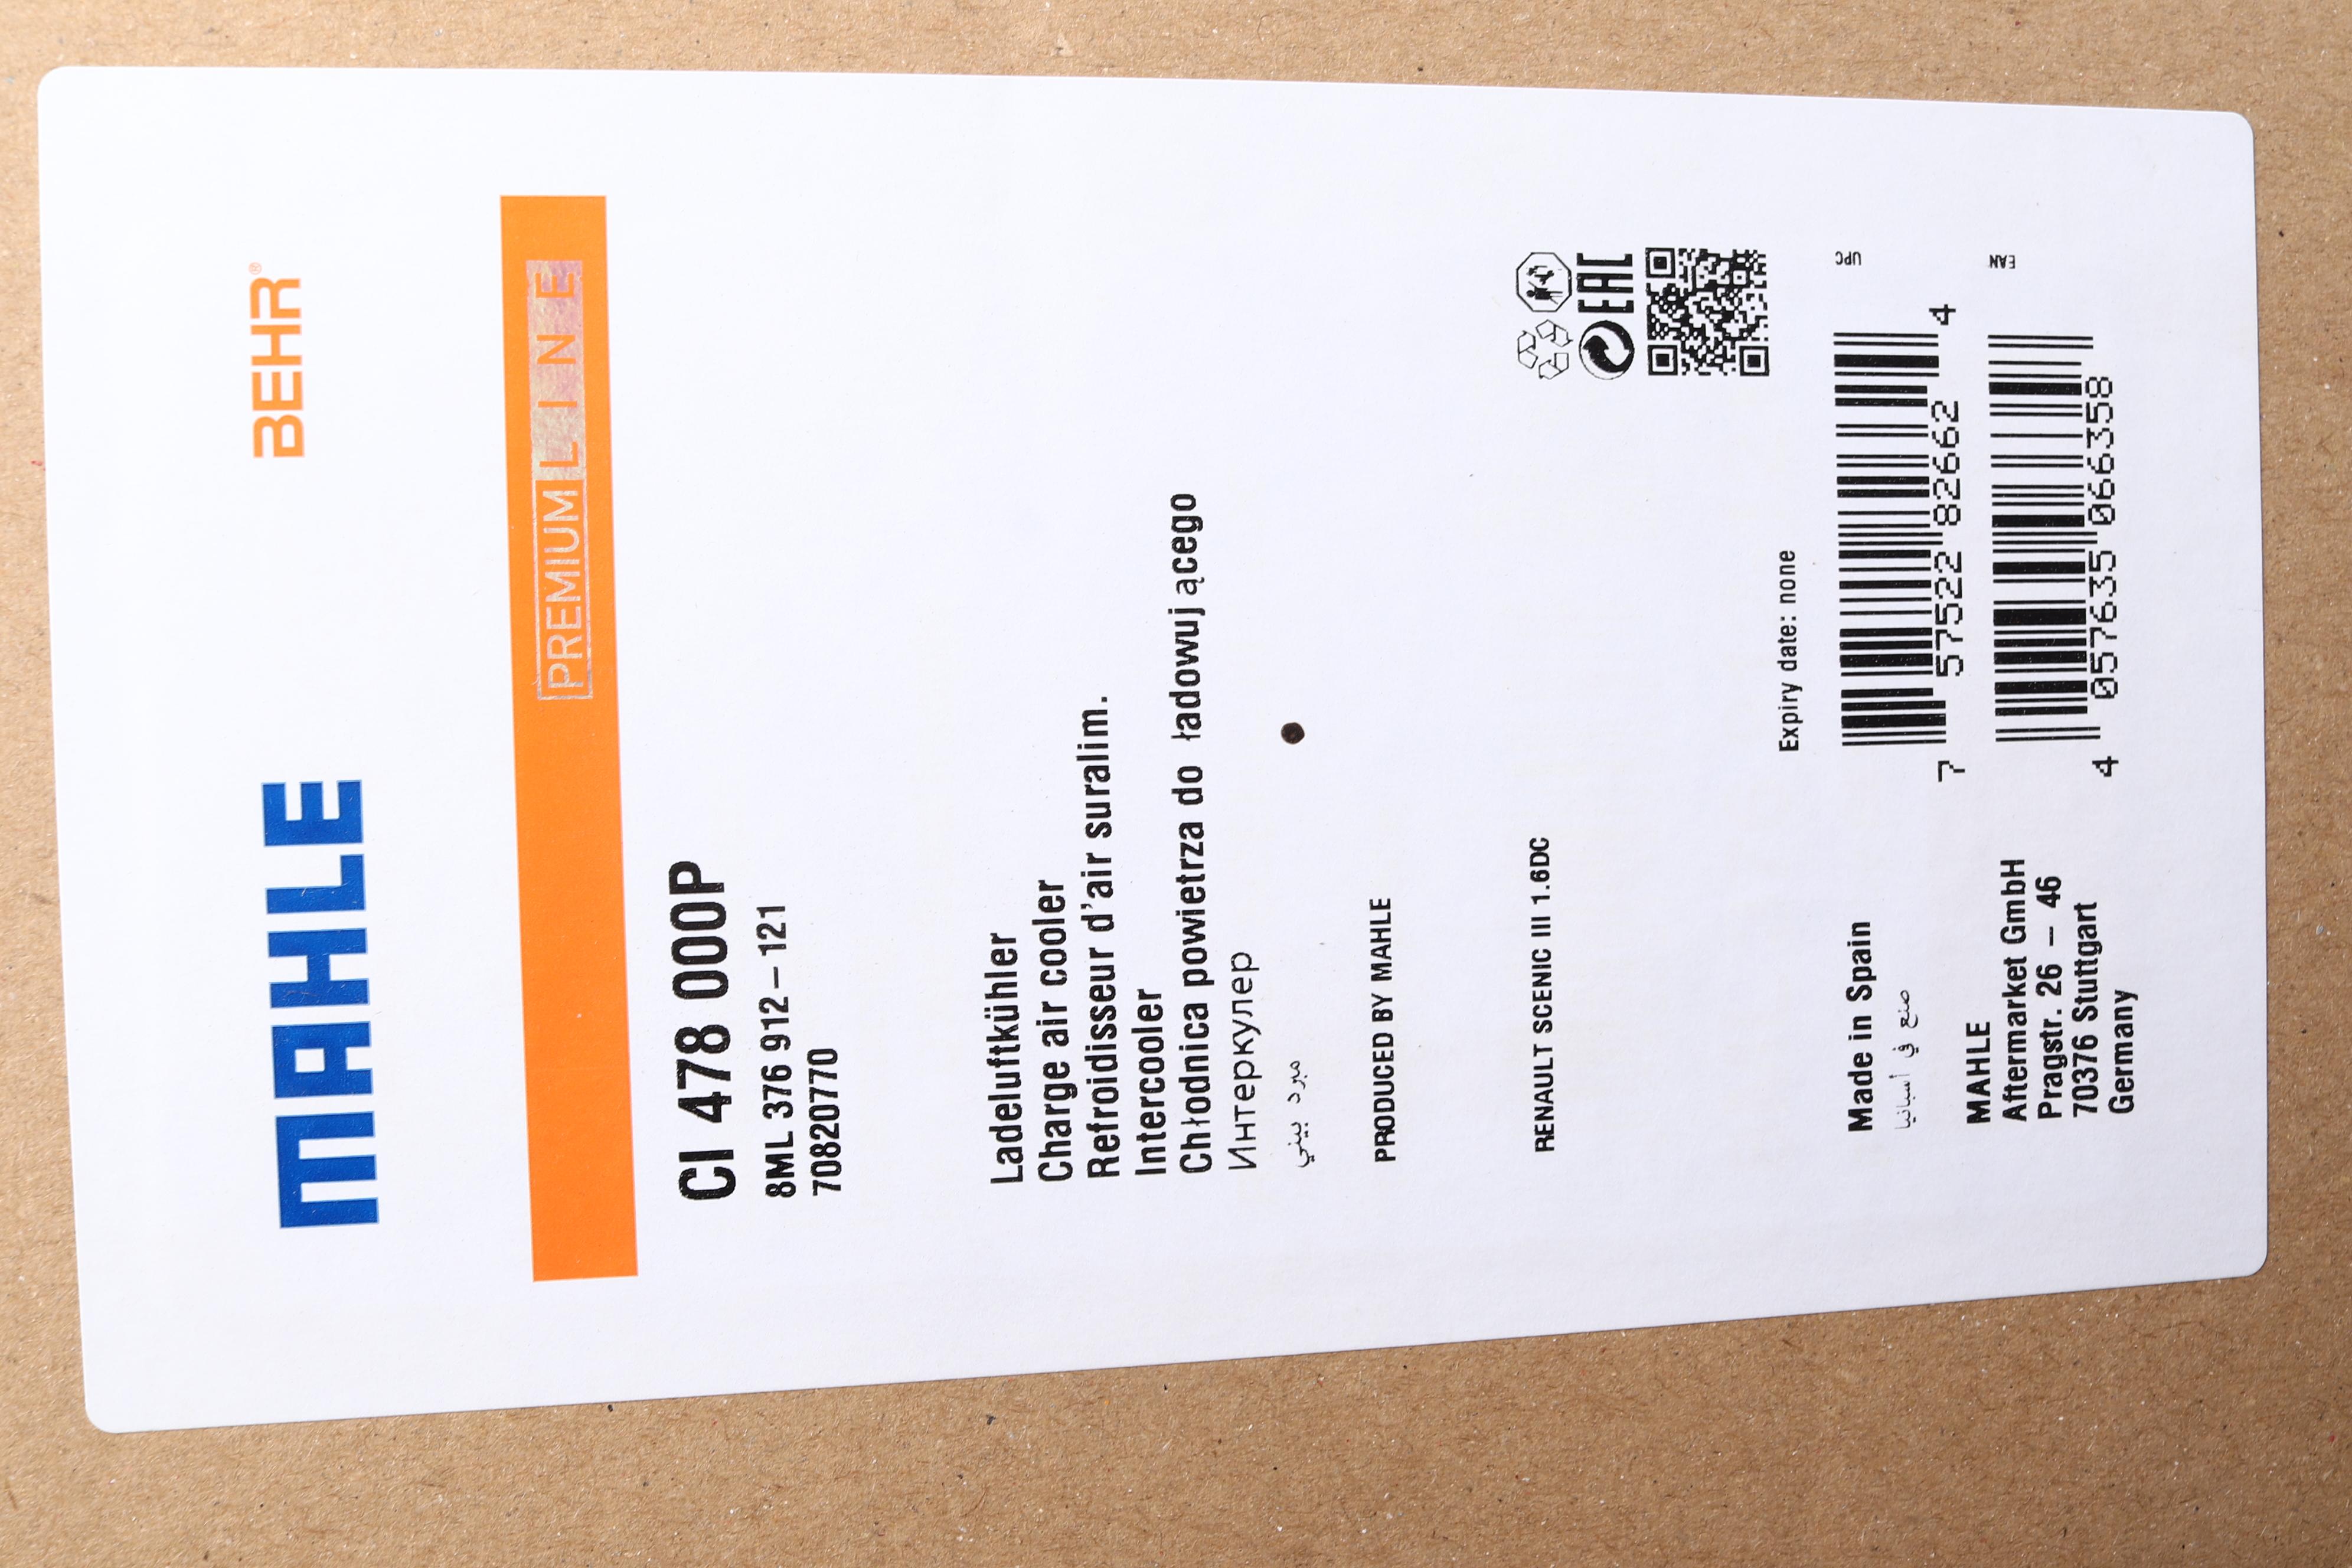 MAHLE
BEHR®
PREMIUM LINE
CI 478 000P
8ML 376 912-121
70820770
Ladeluftkühler
Charge air cooler
Refroidisseur d'air suralim.
Intercooler
Chłodnica powietrza do ładowującego
Интеркулер
مبرد بيني
PRODUCED BY MAHLE
RENAULT SCENIC III 1.6DC
EAC
Expiry date: none
Made in Spain
صنع في أسبانيا
UPC
7 57522 82662 4
MAHLE
Aftermarket GmbH
Pragstr. 26 – 46
70376 Stuttgart
Germany
EAN
4 057635 066358